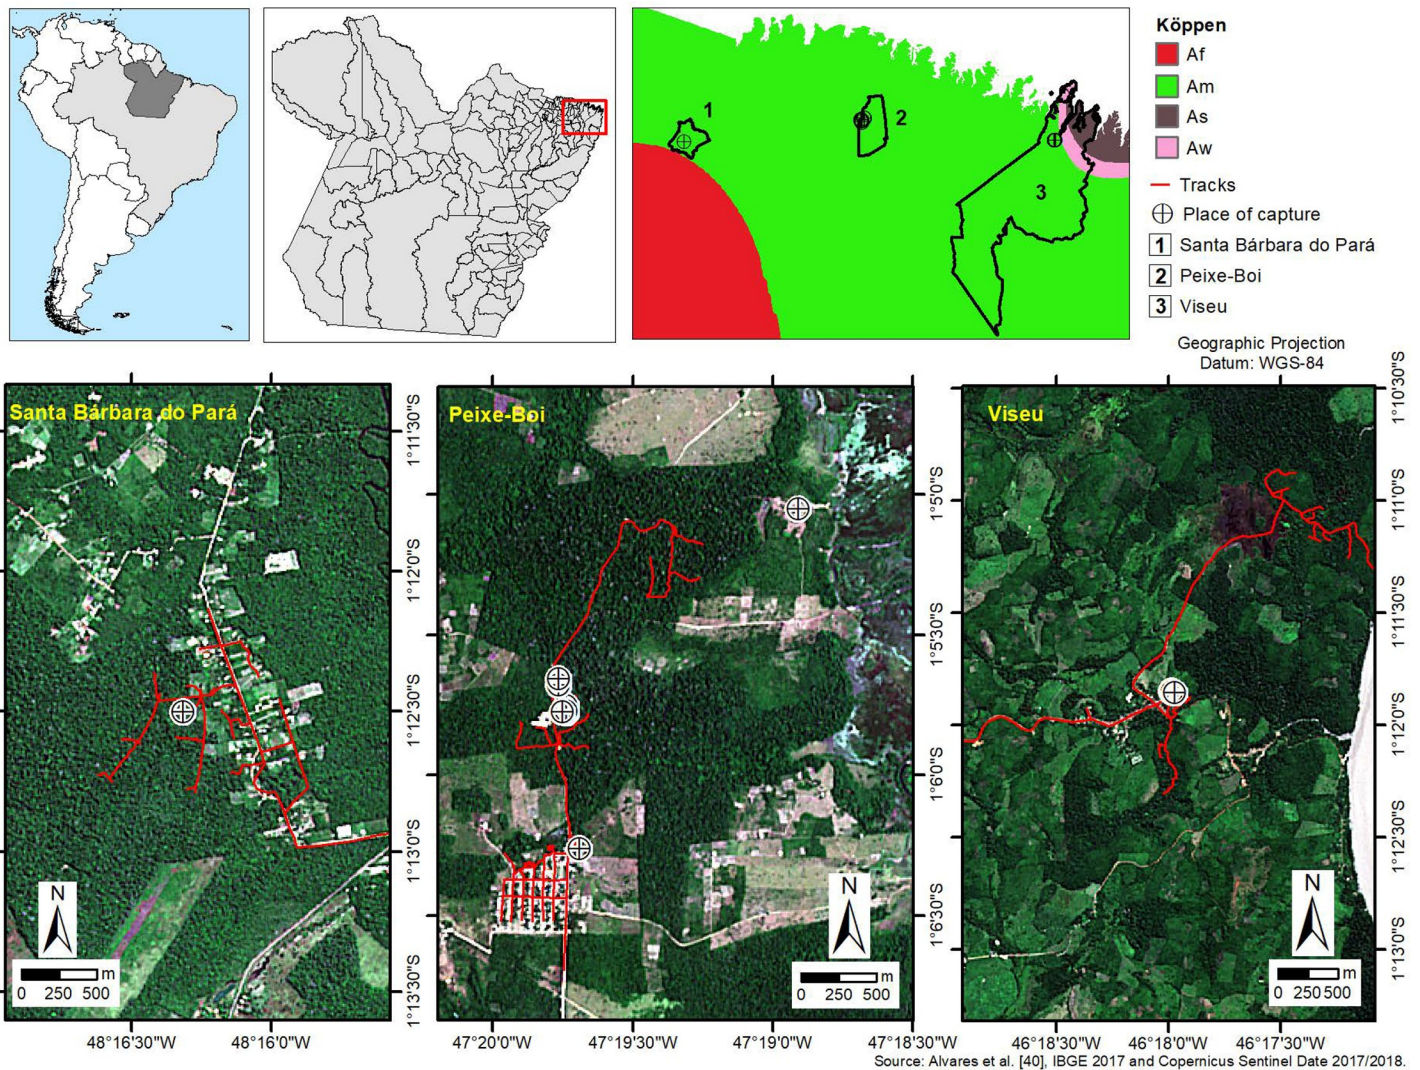 1
2
3
Köppen
Af
Am
As
Aw
Tracks
Place of capture
1 Santa Bárbara do Pará
2 Peixe-Boi
3 Viseu
Geographic Projection
Datum: WGS-84
Santa Bárbara do Pará
N
m
0 250 500
1°11'30"S
1°12'0"S
1°12'30"S
1°13'0"S
1°13'30"S
48°16'30"W
48°16'0"W
Peixe-Boi
N
m
0 250 500
1°5'0"S
1°5'30"S
1°6'0"S
1°6'30"S
47°20'0"W
47°19'30"W
47°19'0"W
47°18'30"W
Viseu
N
m
0 250 500
1°10'30"S
1°11'0"S
1°11'30"S
1°12'0"S
1°12'30"S
1°13'0"S
46°18'30"W
46°18'0"W
46°17'30"W
Source: Alvares et al. [40], IBGE 2017 and Copernicus Sentinel Date 2017/2018.